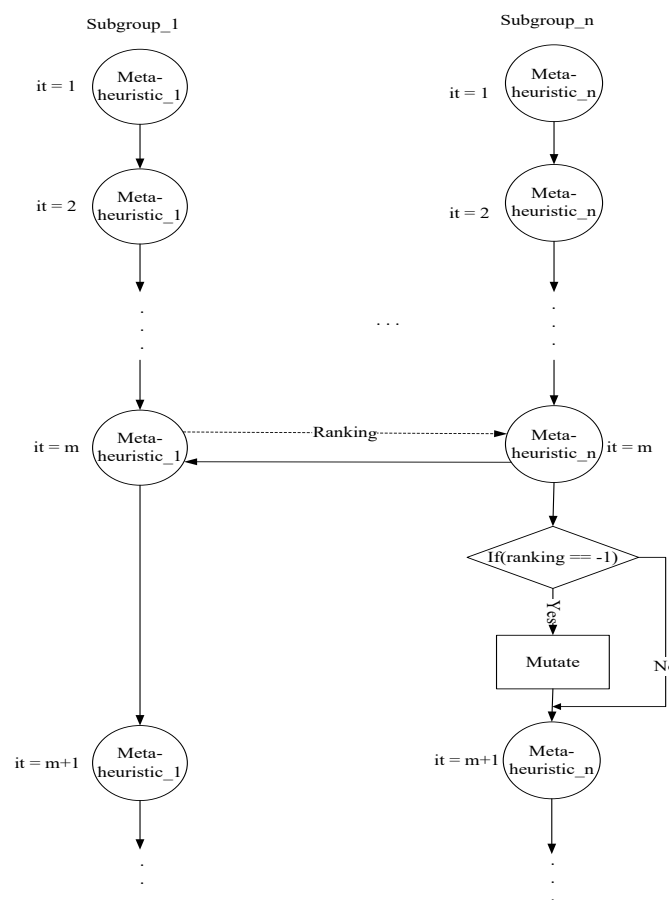 Subgroup_1
Subgroup_n
it = 1
Meta-
heuristic_1
it = 1
Meta-
heuristic_n
it = 2
Meta-
heuristic_1
it = 2
Meta-
heuristic_n
. . .
it = m
Meta-
heuristic_1
Ranking
Meta-
heuristic_n
it = m
If(ranking == -1)
Yes
Mutate
it = m+1
Meta-
heuristic_1
it = m+1
Meta-
heuristic_n